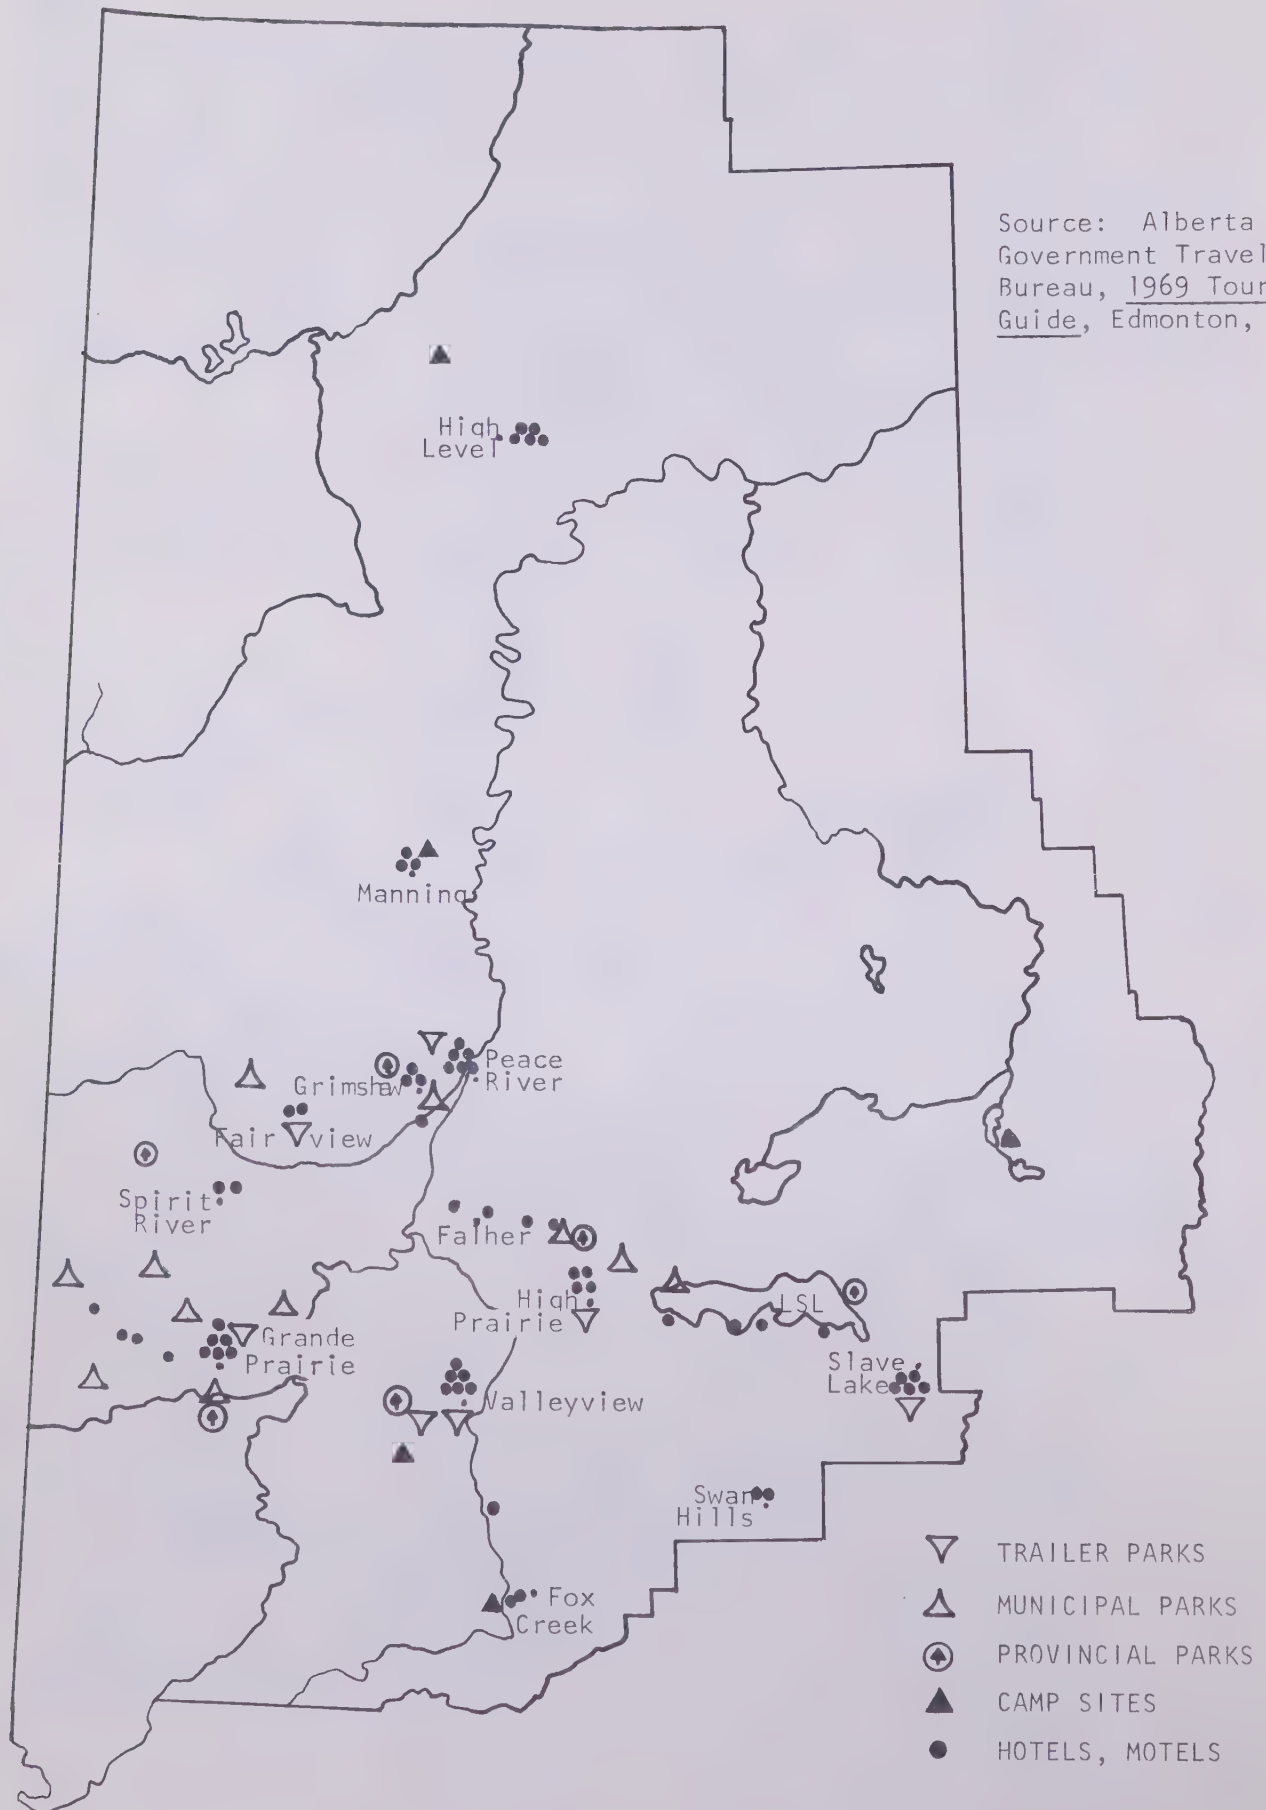 Source: Alberta
Government Travel
Bureau, 1969 Tour
Guide, Edmonton,
High
Level
Manning
Peace
River
Grimshaw
Fairview
Spirit
River
Falher
High
Prairie
LSL
Grande
Prairie
Slave
Lake
Valleyview
Swan
Hills
Fox
Creek
TRAILER PARKS
MUNICIPAL PARKS
PROVINCIAL PARKS
CAMP SITES
HOTELS, MOTELS